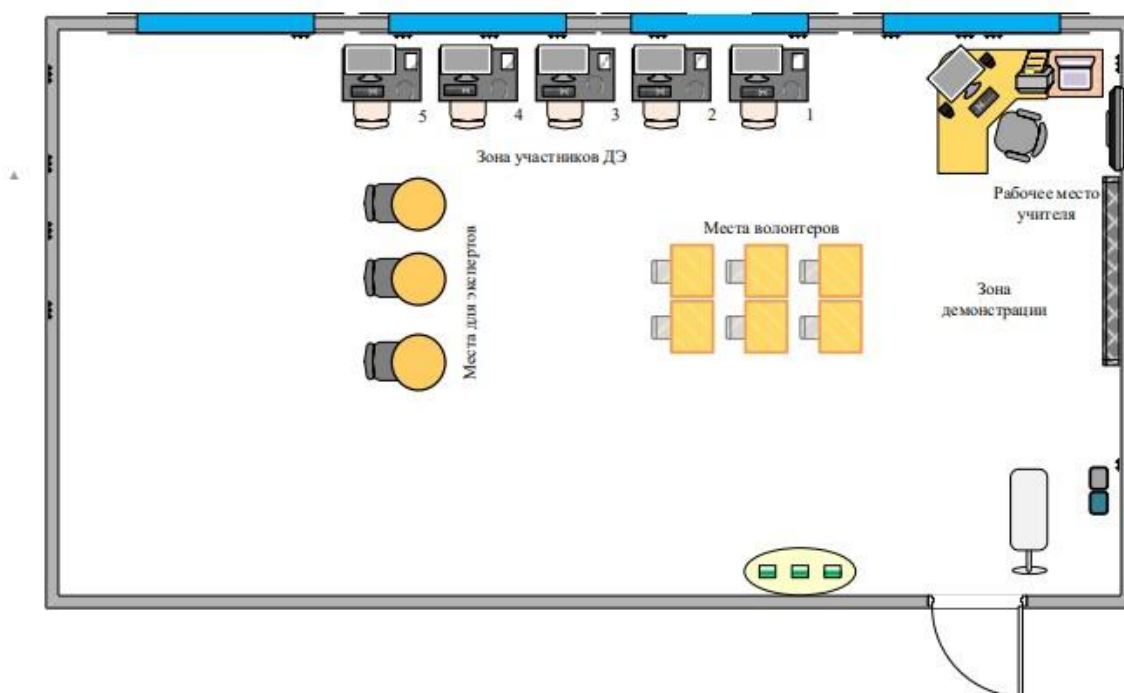 5
4
3
2
1
Зона участников ДЭ
Рабочее место
учителя
Места волонтеров
Места для экспертов
Зона
демонстрации